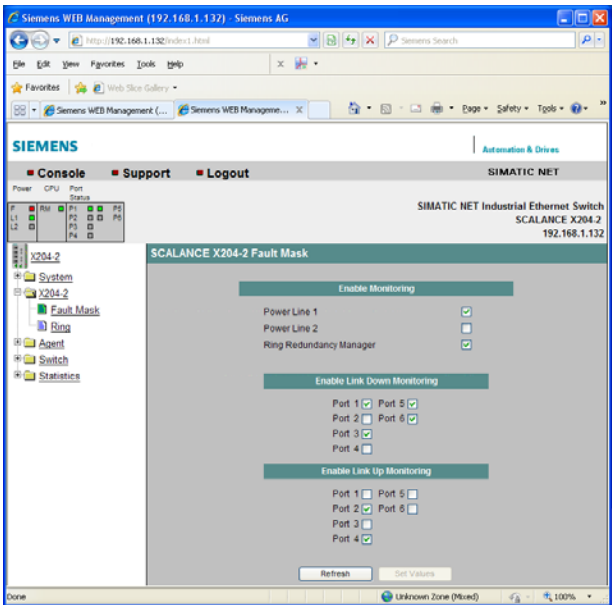 Siemens WEB Management (192.168.1.132) - Siemens AG
http://192.168.1.132/index1.html
Siemens Search
File Edit View Favorites Tools Help
Favorites Web Slice Gallery
Siemens WEB Management (... Siemens WEB Manageme... X Page Safety Tools »
SIEMENS Automation & Drives
Console Support Logout SIMATIC NET
Power CPU Port Status
F RM P1 P5
L1 P2 P6
L2 P3
P4
SIMATIC NET Industrial Ethernet Switch
SCALANCE X204-2
192.168.1.132
X204-2
System
X204-2
Fault Mask
Ring
Agent
Switch
Statistics
SCALANCE X204-2 Fault Mask
Enable Monitoring
Power Line 1
Power Line 2
Ring Redundancy Manager
Enable Link Down Monitoring
Port 1 Port 5
Port 2 Port 6
Port 3
Port 4
Enable Link Up Monitoring
Port 1 Port 5
Port 2 Port 6
Port 3
Port 4
Refresh Set Values
Done Unknown Zone (Mixed) 100%